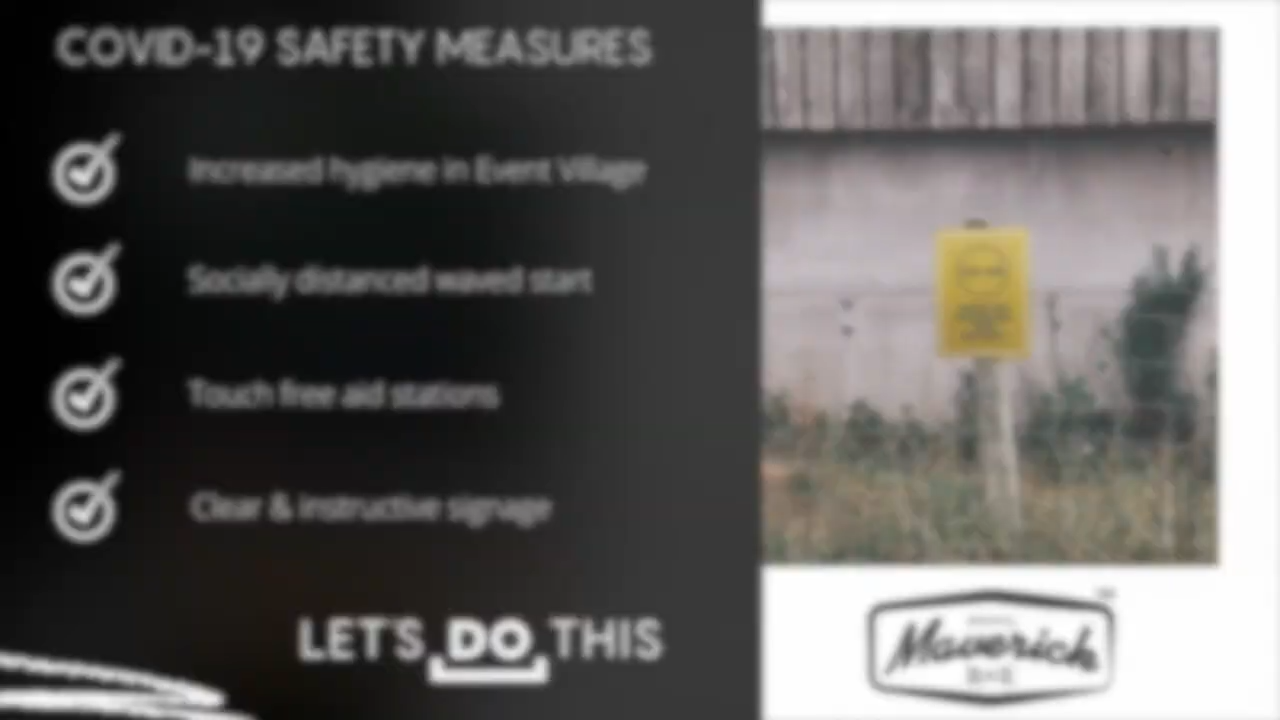 COVID-19 SAFETY MEASURES
Increased hygiene in Event Village
Socially distanced waved start
Touch free aid stations
Clear & instructive signage
LET'S DO THIS
Maverick